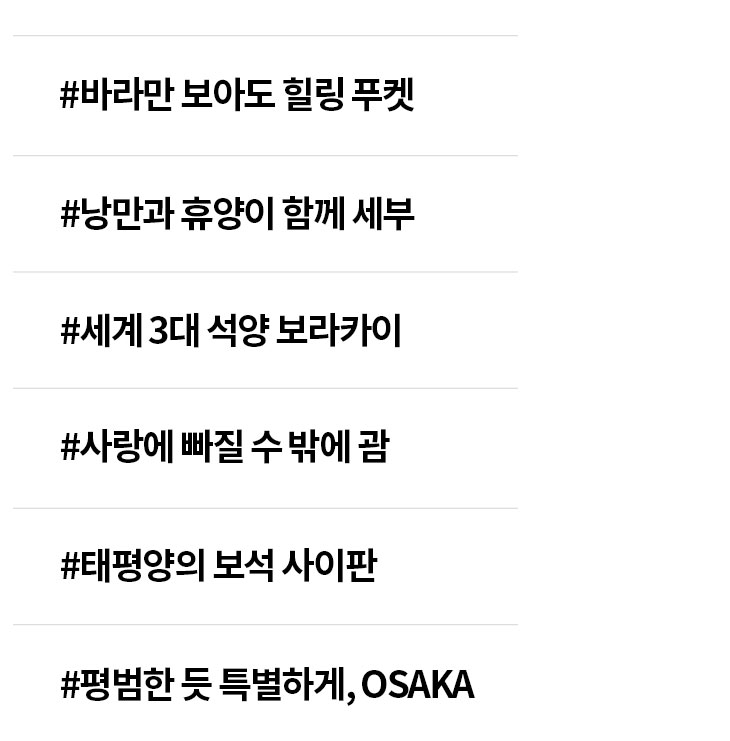 #바라만 보아도 힐링 푸켓
#낭만과 휴양이 함께 세부
#세계 3대 석양 보라카이
#사랑에 빠질 수 밖에 괌
#태평양의 보석 사이판
#평범한 듯 특별하게, OSAKA